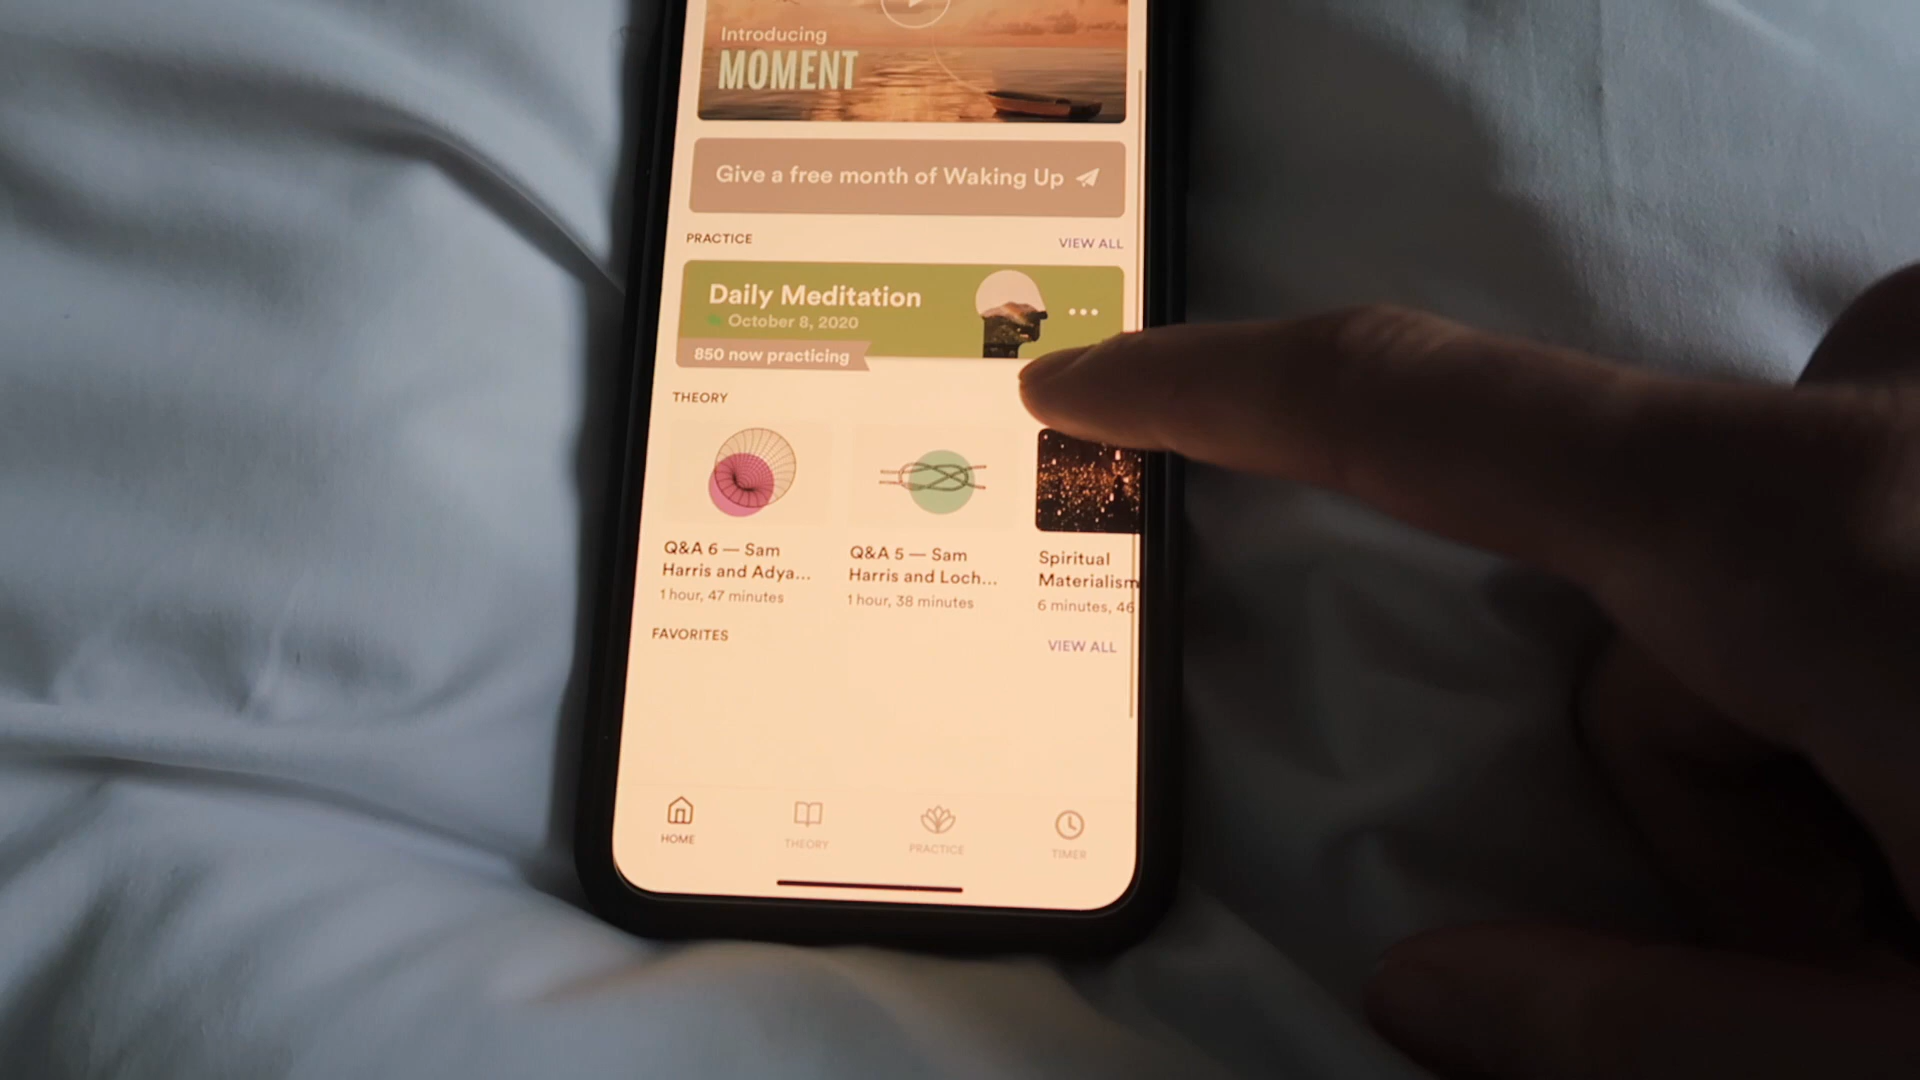 Introducing
MOMENT
Give a free month of Waking Up
PRACTICE VIEW ALL
Daily Meditation
October 8, 2020
850 now practicing
THEORY
Q&A 6 — Sam
Harris and Adya...
1 hour, 47 minutes
Q&A 5 — Sam
Harris and Loch...
1 hour, 38 minutes
Spiritual
Materialism
6 minutes, 46
FAVORITES VIEW ALL
HOME THEORY PRACTICE TIMER